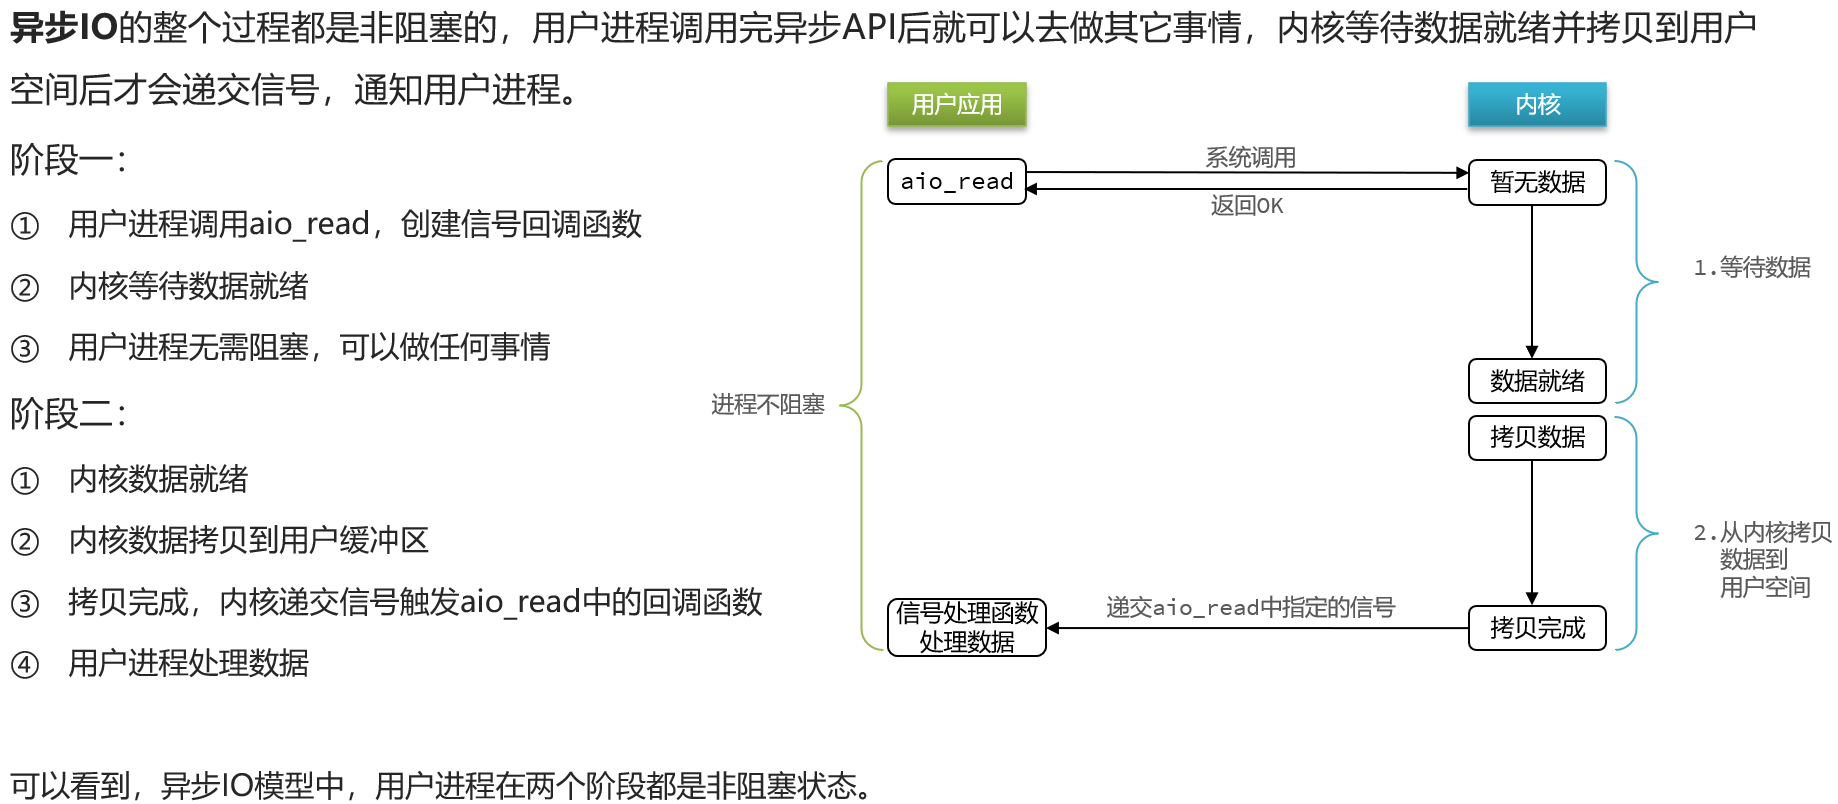 异步IO的整个过程都是非阻塞的，用户进程调用完异步API后就可以去做其它事情，内核等待数据就绪并拷贝到用户
空间后才会递交信号，通知用户进程。
阶段一：
① 用户进程调用aio_read，创建信号回调函数
② 内核等待数据就绪
③ 用户进程无需阻塞，可以做任何事情
阶段二：
① 内核数据就绪
② 内核数据拷贝到用户缓冲区
③ 拷贝完成，内核递交信号触发aio_read中的回调函数
④ 用户进程处理数据
用户应用
内核
aio_read
系统调用
返回OK
暂无数据
1.等待数据
数据就绪
进程不阻塞
拷贝数据
2.从内核拷贝
数据到
用户空间
信号处理函数
处理数据
递交aio_read中指定的信号
拷贝完成
可以看到，异步IO模型中，用户进程在两个阶段都是非阻塞状态。